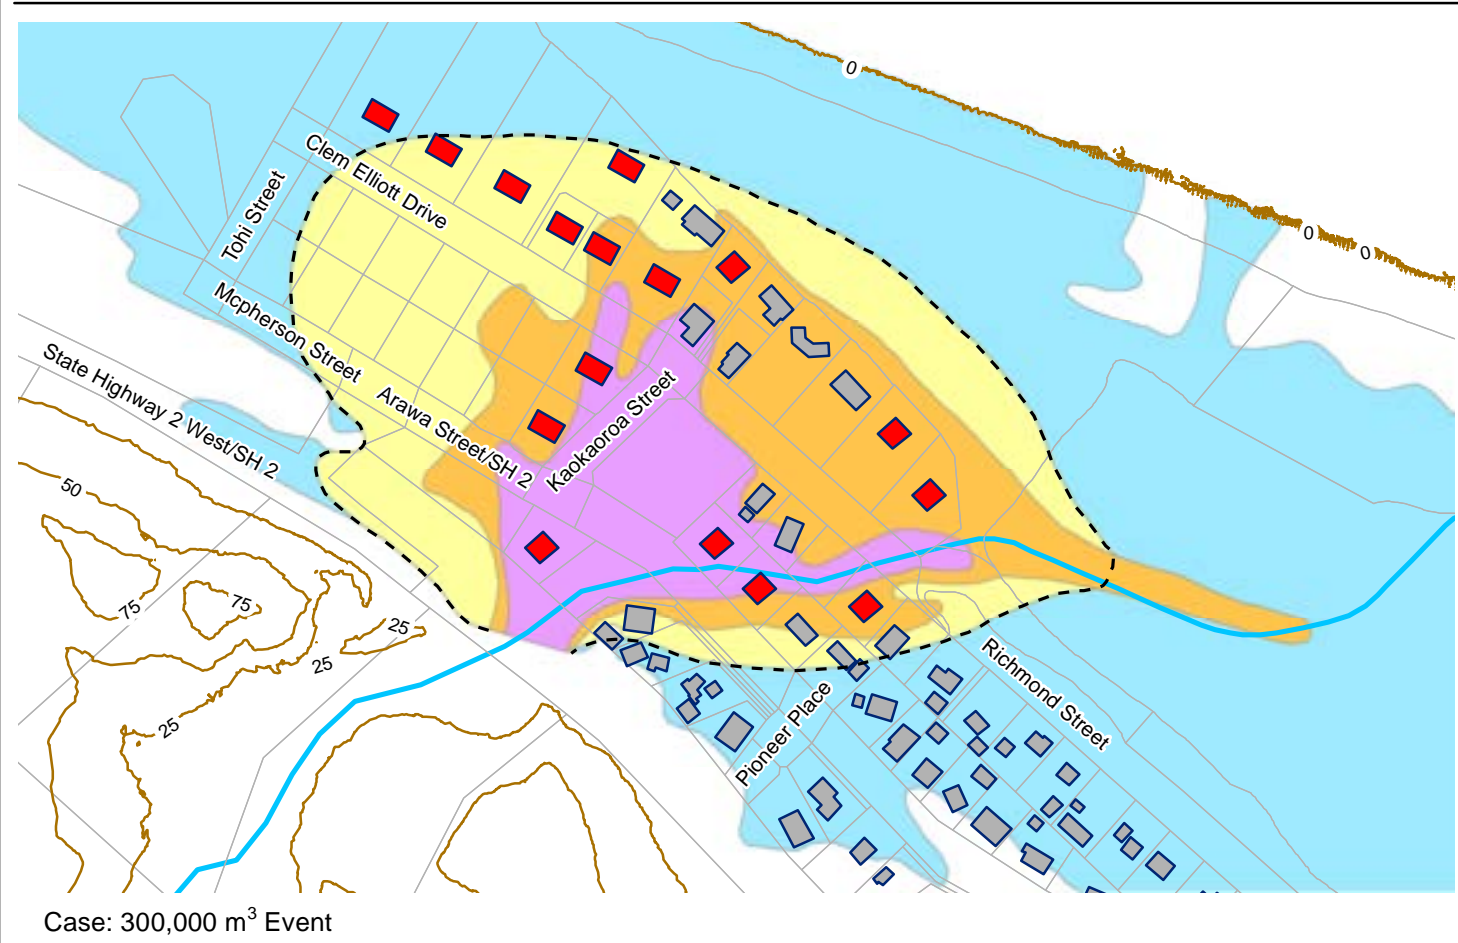 0
Clem Elliott Drive
Tohi Street
0
0
Mcpherson Street
State Highway 2 West/SH 2
Arawa Street/SH 2
Kaokaoroa Street
50
75
75
25
25
25
Richmond Street
Pioneer Place
Case: 300,000 m³ Event